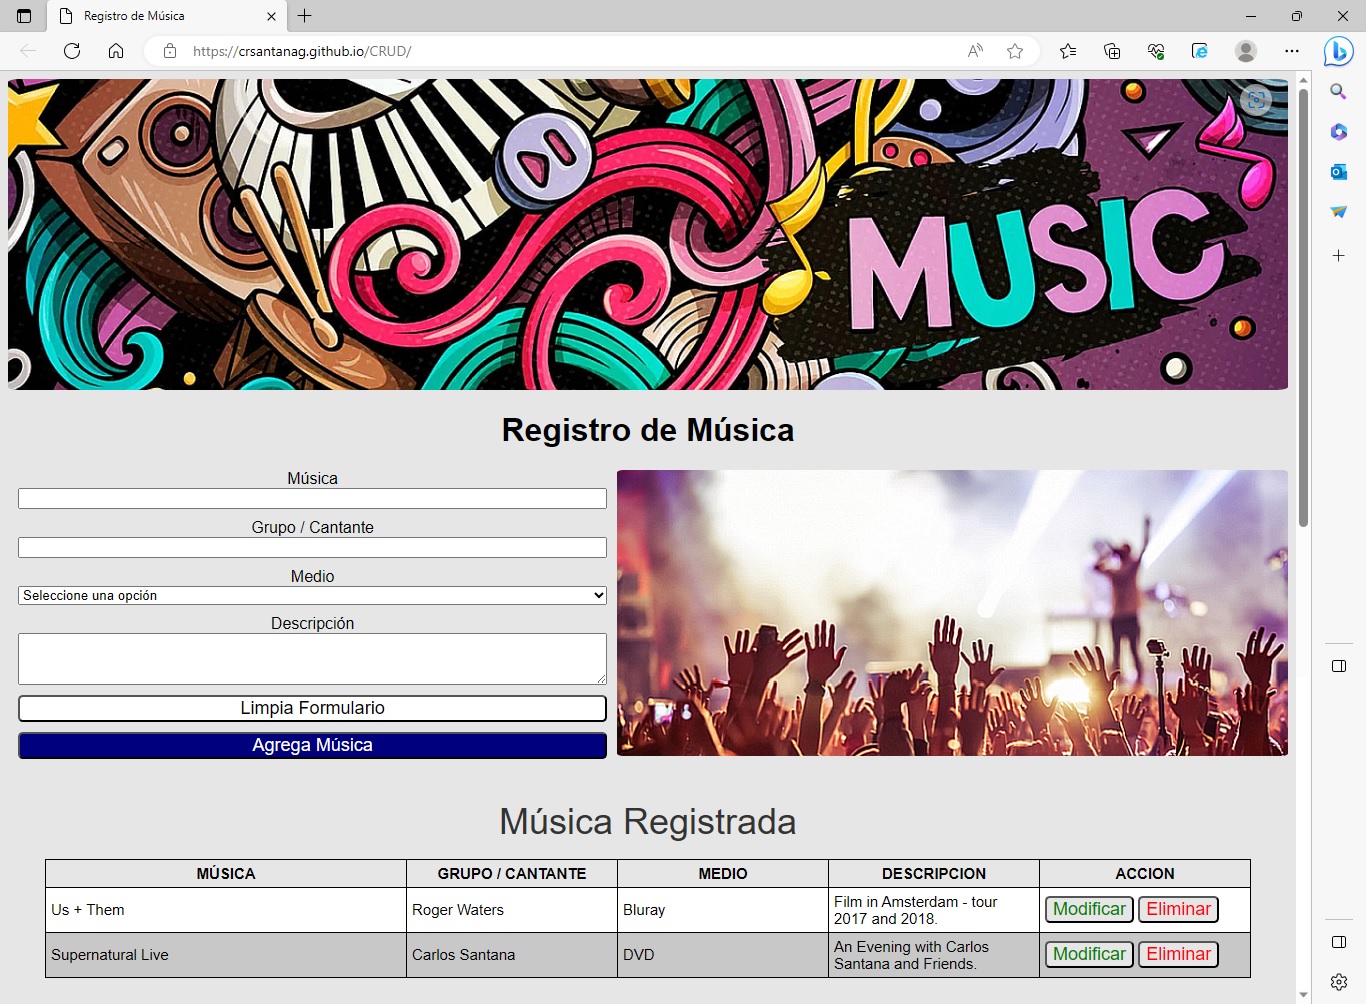 Registro de Música
https://crsantanag.github.io/CRUD/
MUSIC
Registro de Música
Música
Grupo / Cantante
Medio
Seleccione una opción
Descripción
Limpia Formulario
Agrega Música
Música Registrada
MÚSICA GRUPO / CANTANTE MEDIO DESCRIPCION ACCION
Us + Them Roger Waters Bluray Film in Amsterdam - tour
2017 and 2018. Modificar Eliminar
Supernatural Live Carlos Santana DVD An Evening with Carlos
Santana and Friends. Modificar Eliminar